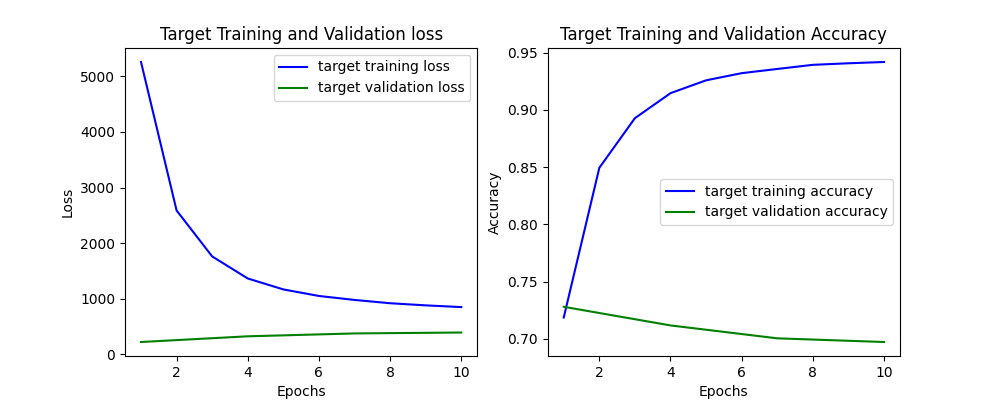 Target Training and Validation loss
5000
4000
3000
2000
1000
0
Loss
target training loss
target validation loss
2 4 6 8 10
Epochs
Target Training and Validation Accuracy
0.95
0.90
0.85
0.80
0.75
0.70
Accuracy
target training accuracy
target validation accuracy
2 4 6 8 10
Epochs